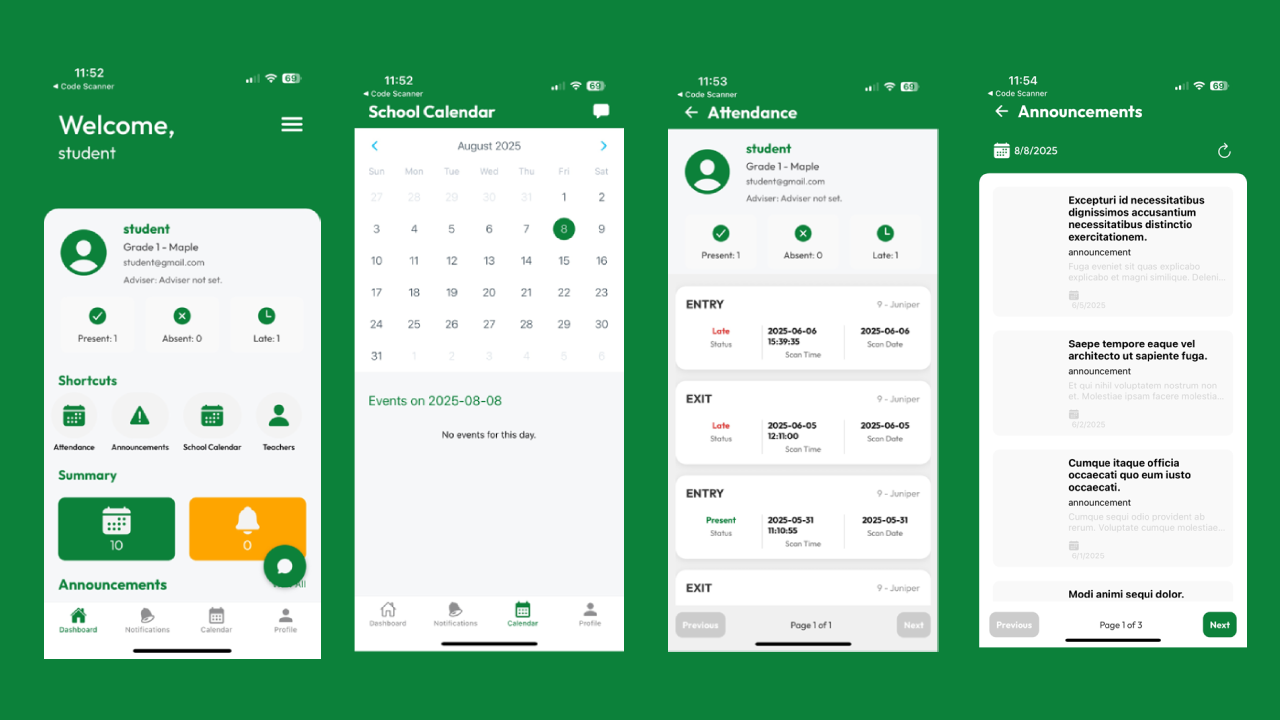 11:52
69
◀ Code Scanner
Welcome,
student
student
Grade 1 - Maple
student@gmail.com
Adviser: Adviser not set.
Present: 1
Absent: 0
Late: 1
Shortcuts
Attendance
Announcements
School Calendar
Teachers
Summary
10
0
Announcements
All
Dashboard
Notifications
Calendar
Profile
11:52
69
◀ Code Scanner
School Calendar
August 2025
Sun Mon Tue Wed Thu Fri Sat
27 28 29 30 31 1 2
3 4 5 6 7 8 9
10 11 12 13 14 15 16
17 18 19 20 21 22 23
24 25 26 27 28 29 30
31 1 2 3 4 5 6
Events on 2025-08-08
No events for this day.
Dashboard
Notifications
Calendar
Profile
11:53
69
◀ Code Scanner
← Attendance
student
Grade 1 - Maple
student@gmail.com
Adviser: Adviser not set.
Present: 1
Absent: 0
Late: 1
ENTRY
9 - Juniper
Late
Status
2025-06-06
15:39:35
Scan Time
2025-06-06
Scan Date
EXIT
9 - Juniper
Late
Status
2025-06-05
12:11:00
Scan Time
2025-06-05
Scan Date
ENTRY
9 - Juniper
Present
Status
2025-05-31
11:10:55
Scan Time
2025-05-31
Scan Date
EXIT
9 - Juniper
Previous
Page 1 of 1
Next
11:54
69
◀ Code Scanner
← Announcements
8/8/2025
Excepturi id necessitatibus
dignissimos accusantium
necessitatibus distinctio
exercitationem.
announcement
Fuga eveniet sit quas explicabo
explicabo et magni similique. Deleni...
6/5/2025
Saepe tempore eaque vel
architecto ut sapiente fuga.
announcement
Et qui nihil voluptatem nostrum non
et. Molestiae ipsam facere molestia...
6/2/2025
Cumque itaque officia
occaecati quo eum iusto
occaecati.
announcement
Cumque sequi odio provident ab
rerum. Voluptate cumque molestiae...
6/1/2025
Modi animi sequi dolor.
Previous
Page 1 of 3
Next